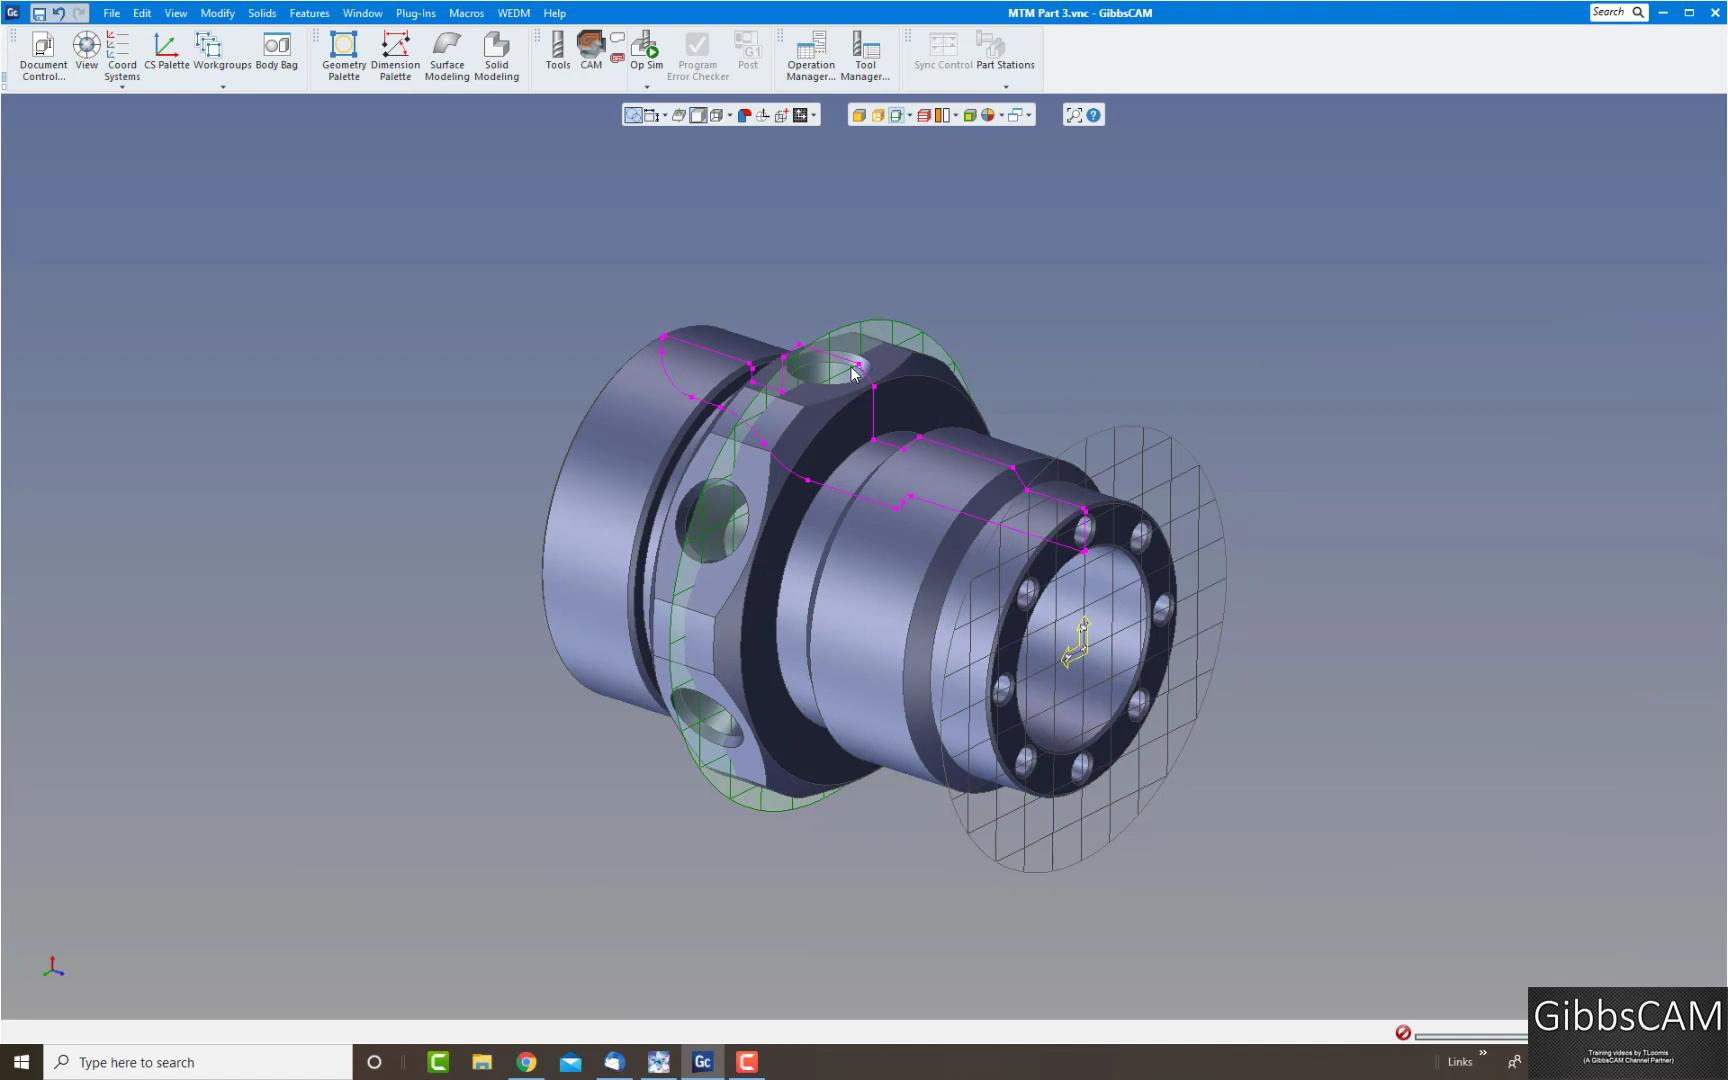 Gc
File Edit View Modify Solids Features Window Plug-Ins Macros WEDM Help
MTM Part 3.vnc - GibbsCAM
Search
Document Control...
View
Coord Systems
CS Palette
Workgroups
Body Bag
Geometry Palette
Dimension Palette
Surface Modeling
Solid Modeling
Tools
CAM
Op Sim
Program Error Checker
G1
Post
Operation Manager...
Tool Manager...
Sync Control
Part Stations
GibbsCAM
Training videos by TLoomis
(A GibbsCAM Channel Partner)
Type here to search
Gc
Links